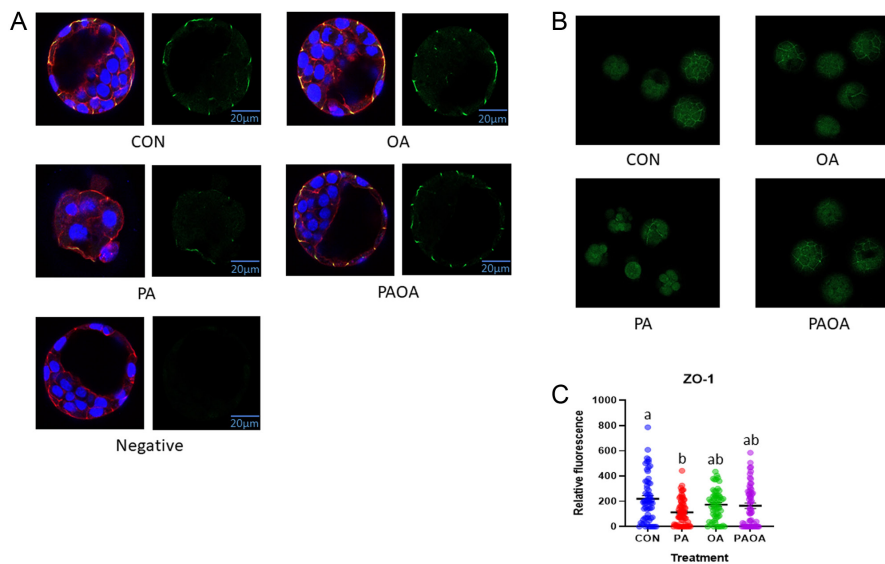 A
20μm
20μm
CON
OA
20μm
20μm
PA
PAOA
20μm
Negative
B
CON
OA
PA
PAOA
C
ZO-1
Relative fluorescence
1000
800
600
400
200
0
a
b
ab
ab
CON PA OA PAOA
Treatment